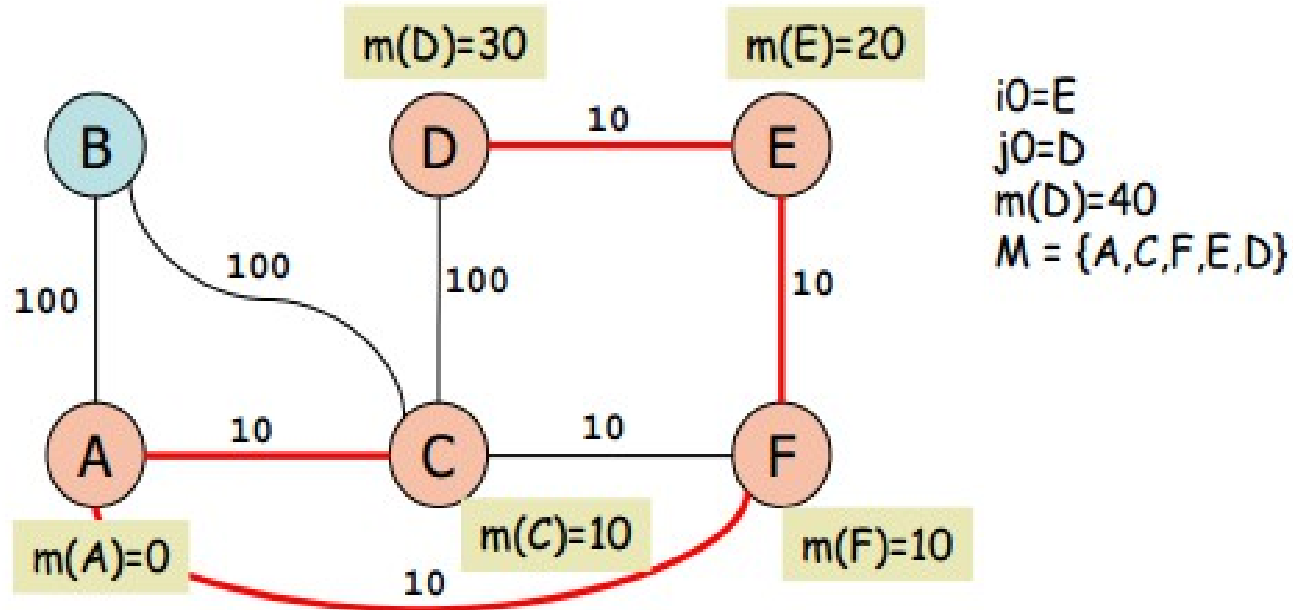 m(D)=30
m(E)=20
i0=E
j0=D
m(D)=40
M = {A,C,F,E,D}
B
D
10
E
100
100
100
10
A
10
C
10
F
m(A)=0
m(C)=10
m(F)=10
10